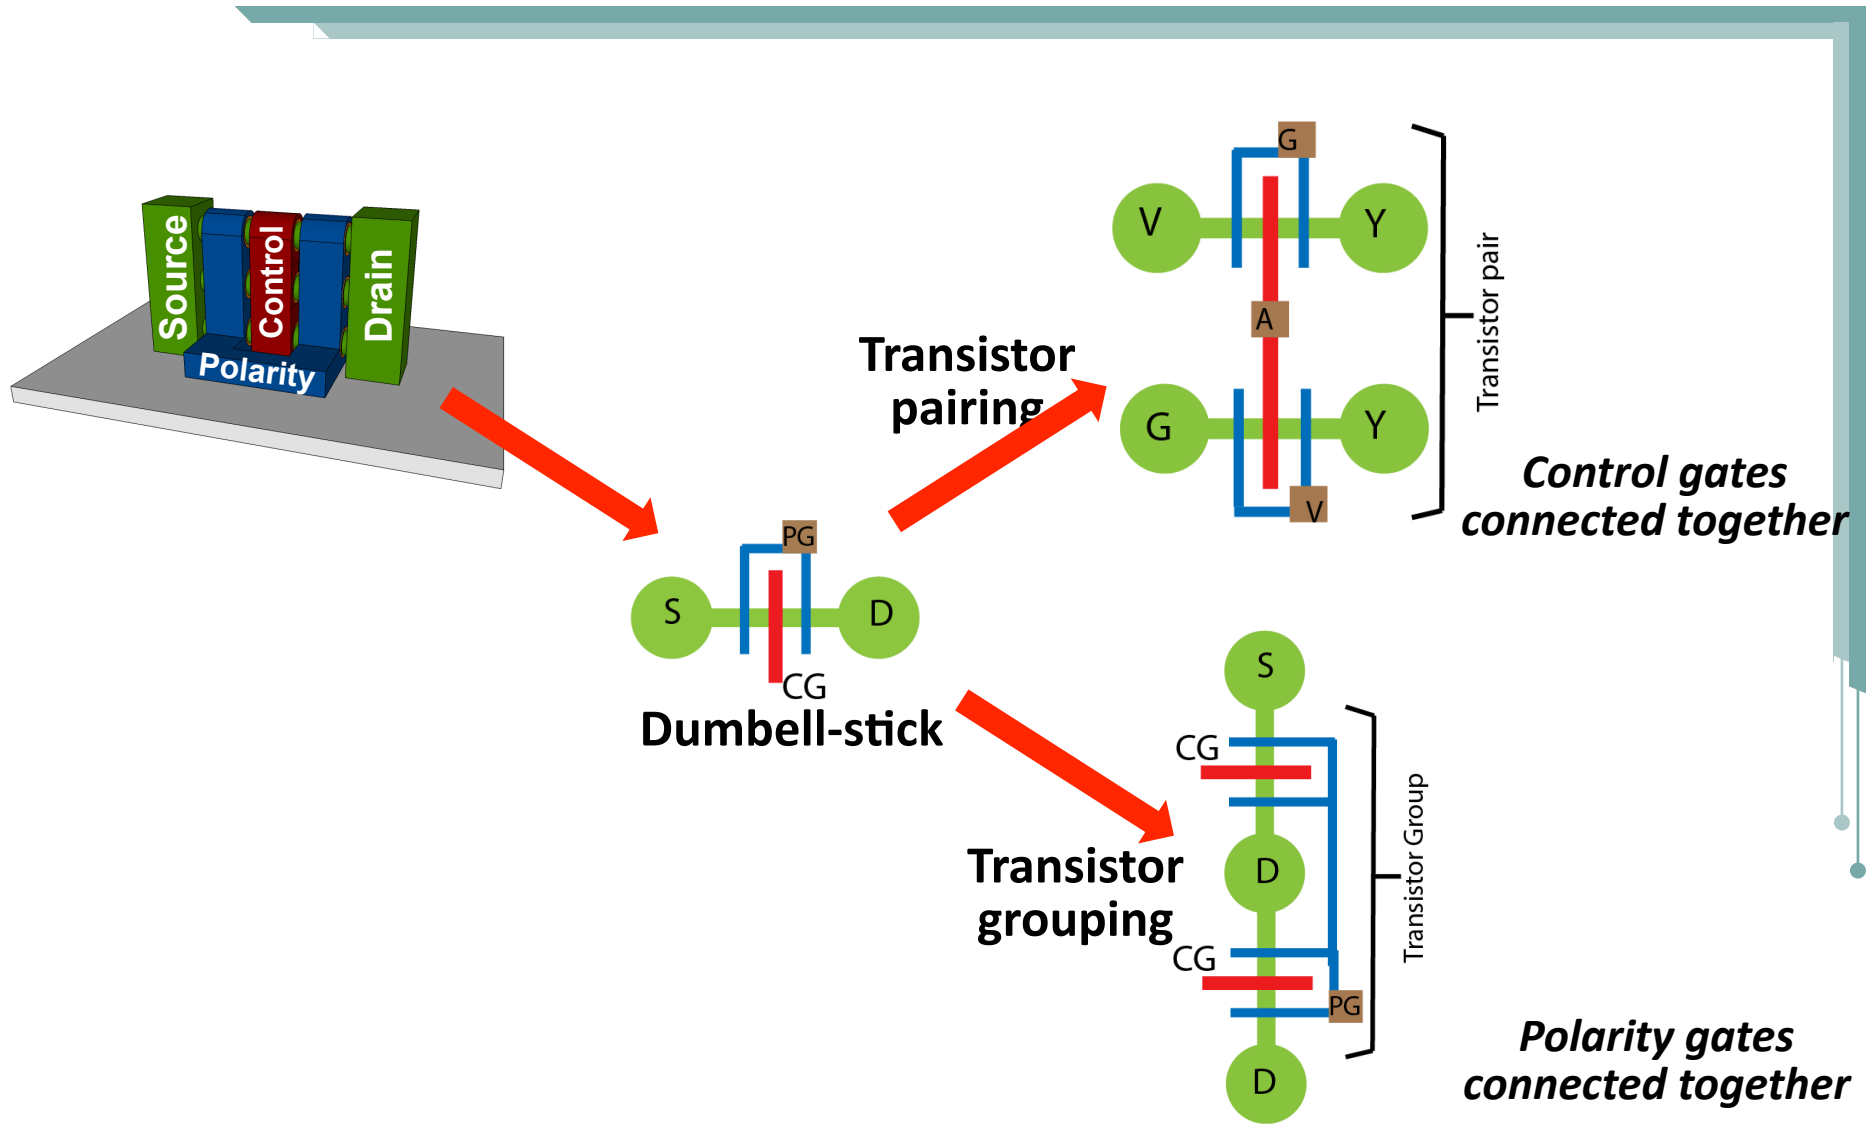 Source
Control
Drain
Polarity
Transistor
pairing
G
V
Y
A
G
Y
V
Transistor pair
Control gates
connected together
PG
S
D
CG
Dumbell-stick
Transistor
grouping
S
CG
D
CG
PG
D
Transistor Group
Polarity gates
connected together